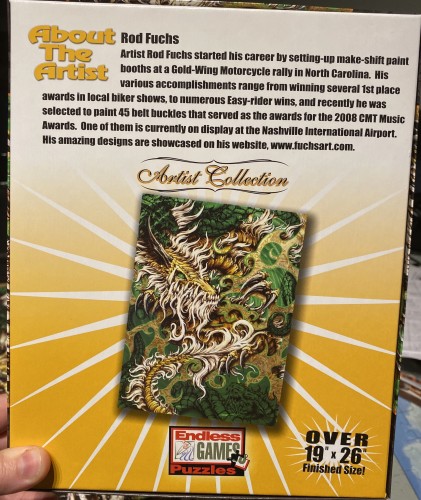 About
The
Artist
Rod Fuchs
Artist Rod Fuchs started his career by setting-up make-shift paint
booths at a Gold-Wing Motorcycle rally in North Carolina. His
various accomplishments range from winning several 1st place
awards in local biker shows, to numerous Easy-rider wins, and recently he was
selected to paint 45 belt buckles that served as the awards for the 2008 CMT Music
Awards. One of them is currently on display at the Nashville International Airport.
His amazing designs are showcased on his website, www.fuchsart.com.
Artist Collection
Endless
GAMES
Puzzles
OVER
19" x 26"
Finished Size!